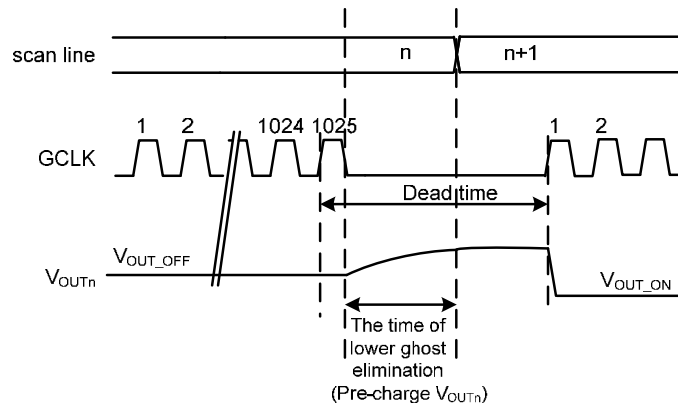 scan line
n
n+1
GCLK
1
2
1024
1025
1
2
Dead time
VOUTn
VOUT_OFF
VOUT_ON
The time of
lower ghost
elimination
(Pre-charge VOUTn)